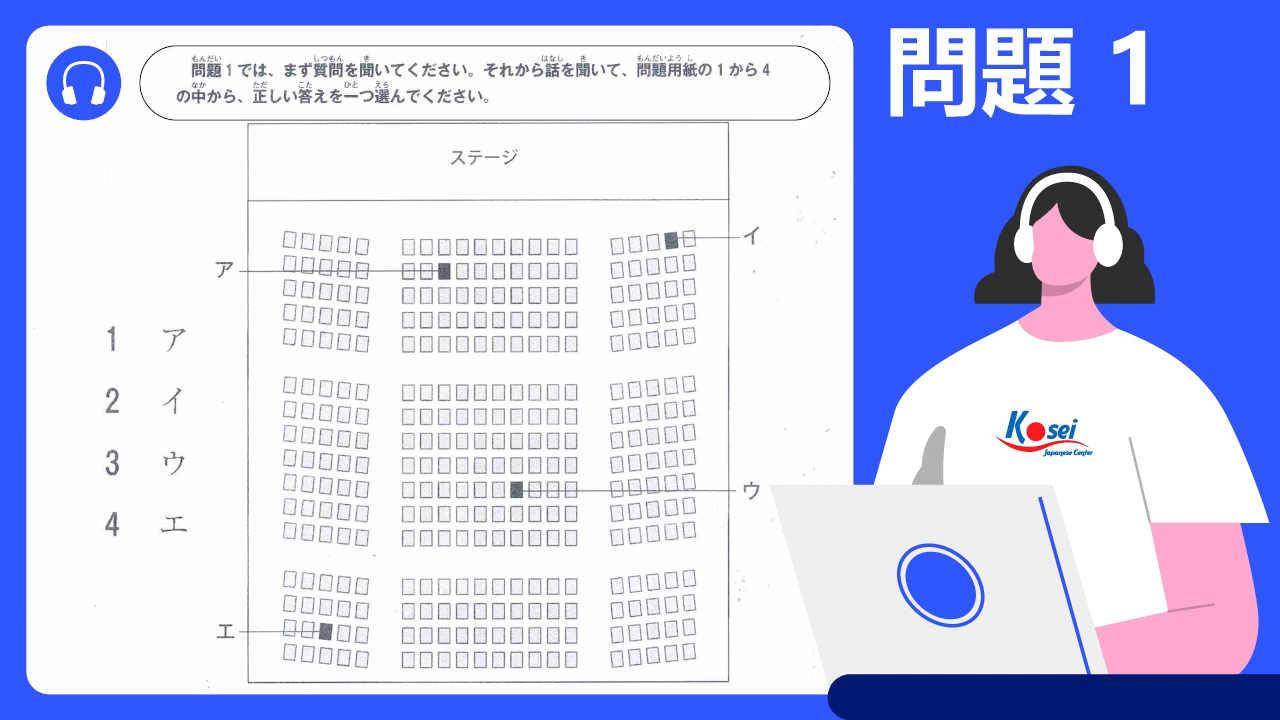 問題 1
問題1では、まず質問を聞いてください。それから話を聞いて、問題用紙の1から4
の中から、正しい答えを一つ選んでください。
ステージ
イ
ア
1 ア
2 イ
3 ウ
4 エ
ウ
エ
Kosei
Japanese Center